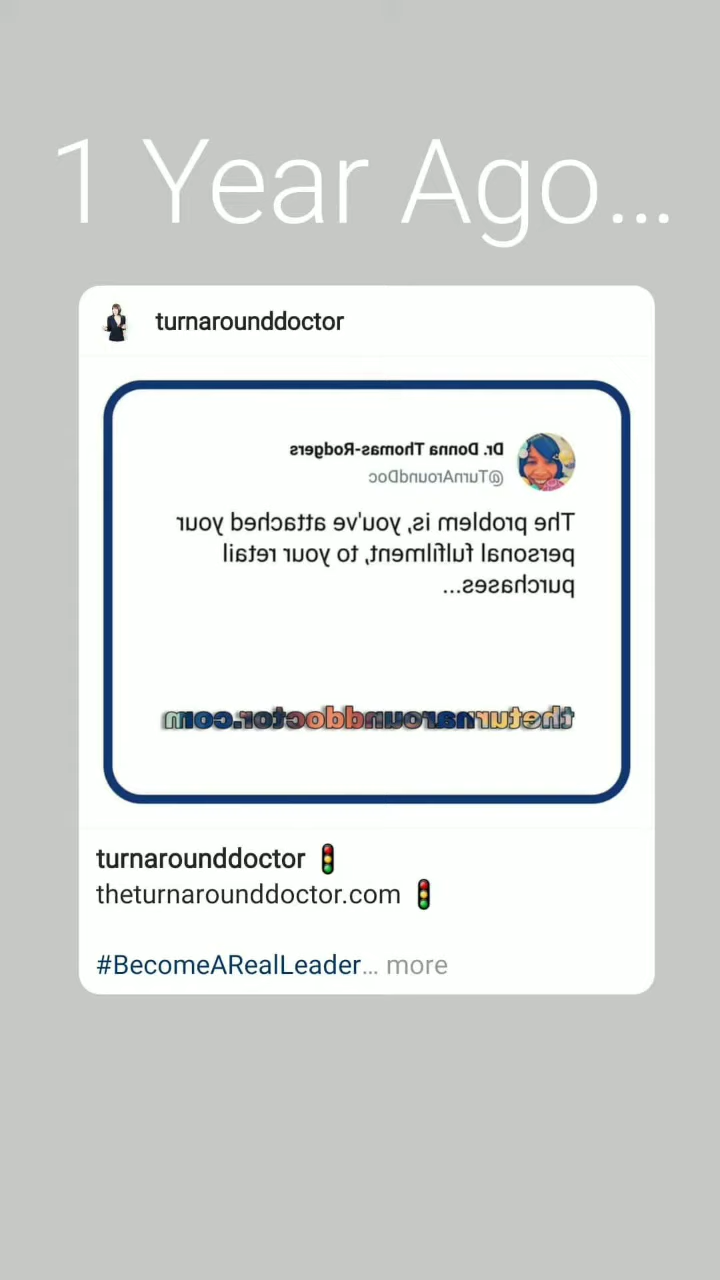 1 Year Ago...
turnarounddoctor
Dr. Donna Thomas-Rodgers
@TurnAroundDoc
The problem is, you've attached your
personal fulfilment, to your retail
purchases...
theturnarounddoctor.com
turnarounddoctor 🚦
theturnarounddoctor.com 🚦
#BecomeARealLeader... more